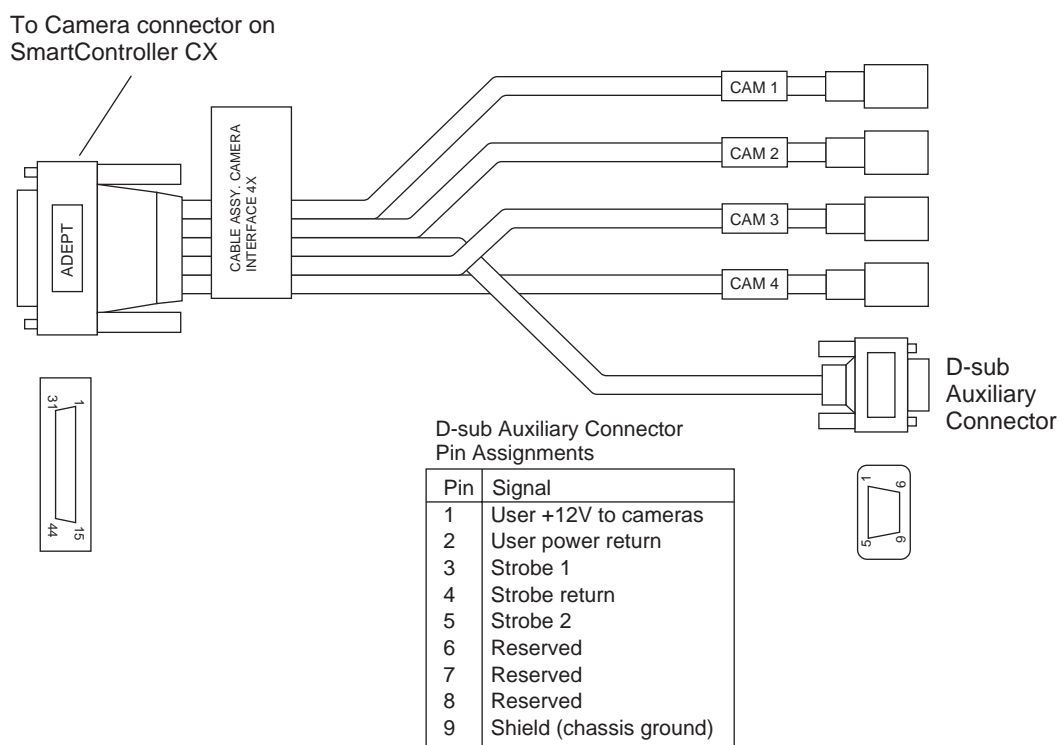 To Camera connector on
SmartController CX
CAM 1
CAM 2
CAM 3
CAM 4
CABLE ASSY. CAMERA
INTERFACE 4X
ADEPT
D-sub
Auxiliary
Connector
31 1
44 15
1 6
5 9
D-sub Auxiliary Connector
Pin Assignments
Pin Signal
1 User +12V to cameras
2 User power return
3 Strobe 1
4 Strobe return
5 Strobe 2
6 Reserved
7 Reserved
8 Reserved
9 Shield (chassis ground)